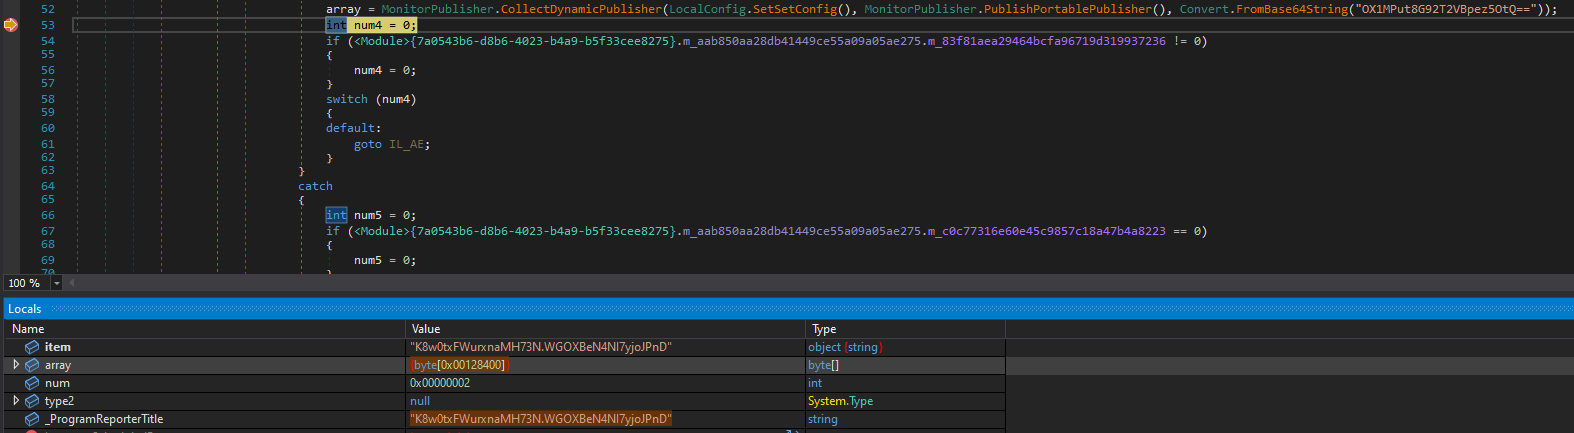 52 array = MonitorPublisher.CollectDynamicPublisher(LocalConfig.SetSetConfig(), MonitorPublisher.PublishPortablePublisher(), Convert.FromBase64String("OX1MPut8G92T2VBpez5OtQ=="));
53 int num4 = 0;
54 if (<Module>{7a0543b6-d8b6-4023-b4a9-b5f33cee8275}.m_aab850aa28db41449ce55a09a05ae275.m_83f81aea29464bcfa96719d319937236 != 0)
55 {
56 num4 = 0;
57 }
58 switch (num4)
59 {
60 default:
61 goto IL_AE;
62 }
63 }
64 catch
65 {
66 int num5 = 0;
67 if (<Module>{7a0543b6-d8b6-4023-b4a9-b5f33cee8275}.m_aab850aa28db41449ce55a09a05ae275.m_c0c77316e60e45c9857c18a47b4a8223 == 0)
68 {
69 num5 = 0;
70 }
100 %
Locals
Name Value Type
item "K8w0txFWurxnaMH73N.WGOXBeN4Nl7yjoJPnD" object {string}
array {byte[0x00128400]} byte[]
num 0x00000002 int
type2 null System.Type
_ProgramReporterTitle "K8w0txFWurxnaMH73N.WGOXBeN4Nl7yjoJPnD" string